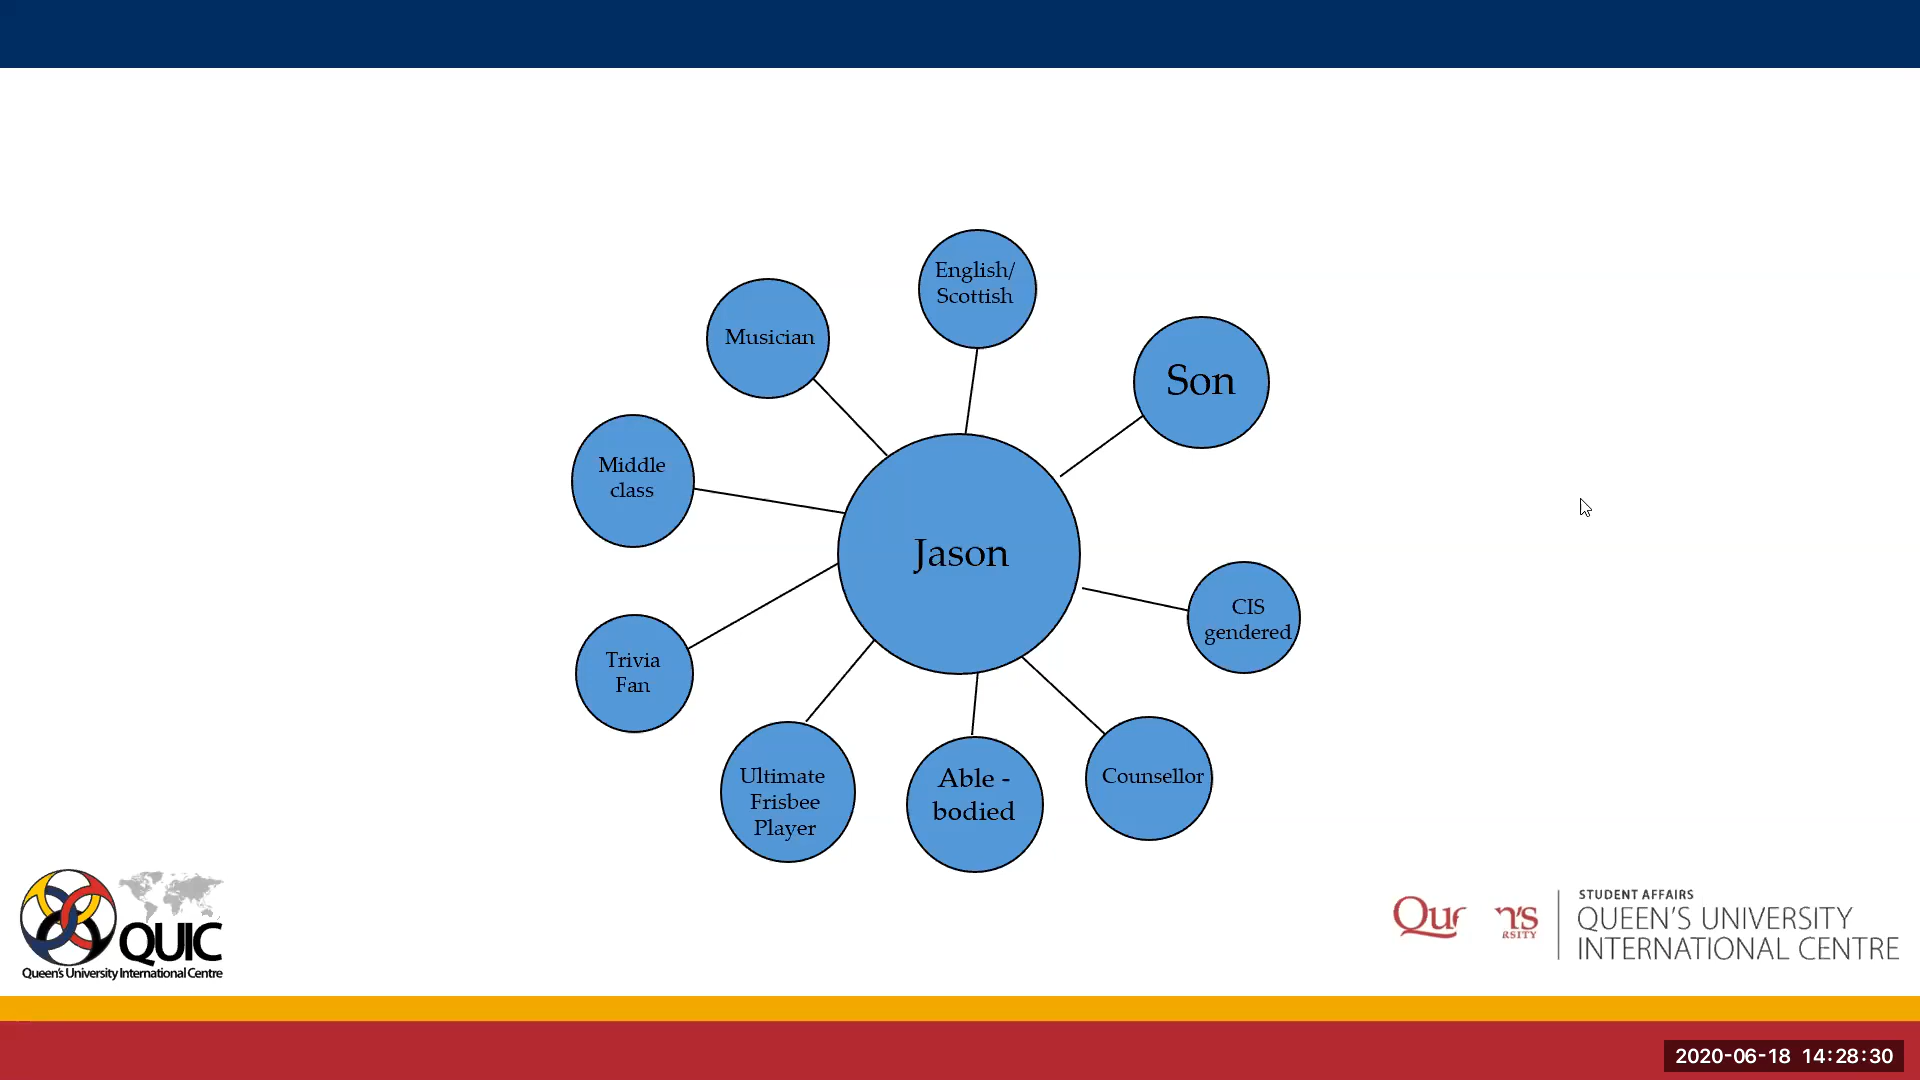 English/
Scottish
Musician
Son
Middle
class
Jason
CIS
gendered
Trivia
Fan
Ultimate
Frisbee
Player
Able -
bodied
Counsellor
QUIC
Queen's University International Centre
STUDENT AFFAIRS
QUEEN'S UNIVERSITY
INTERNATIONAL CENTRE
2020-06-18 14:28:30